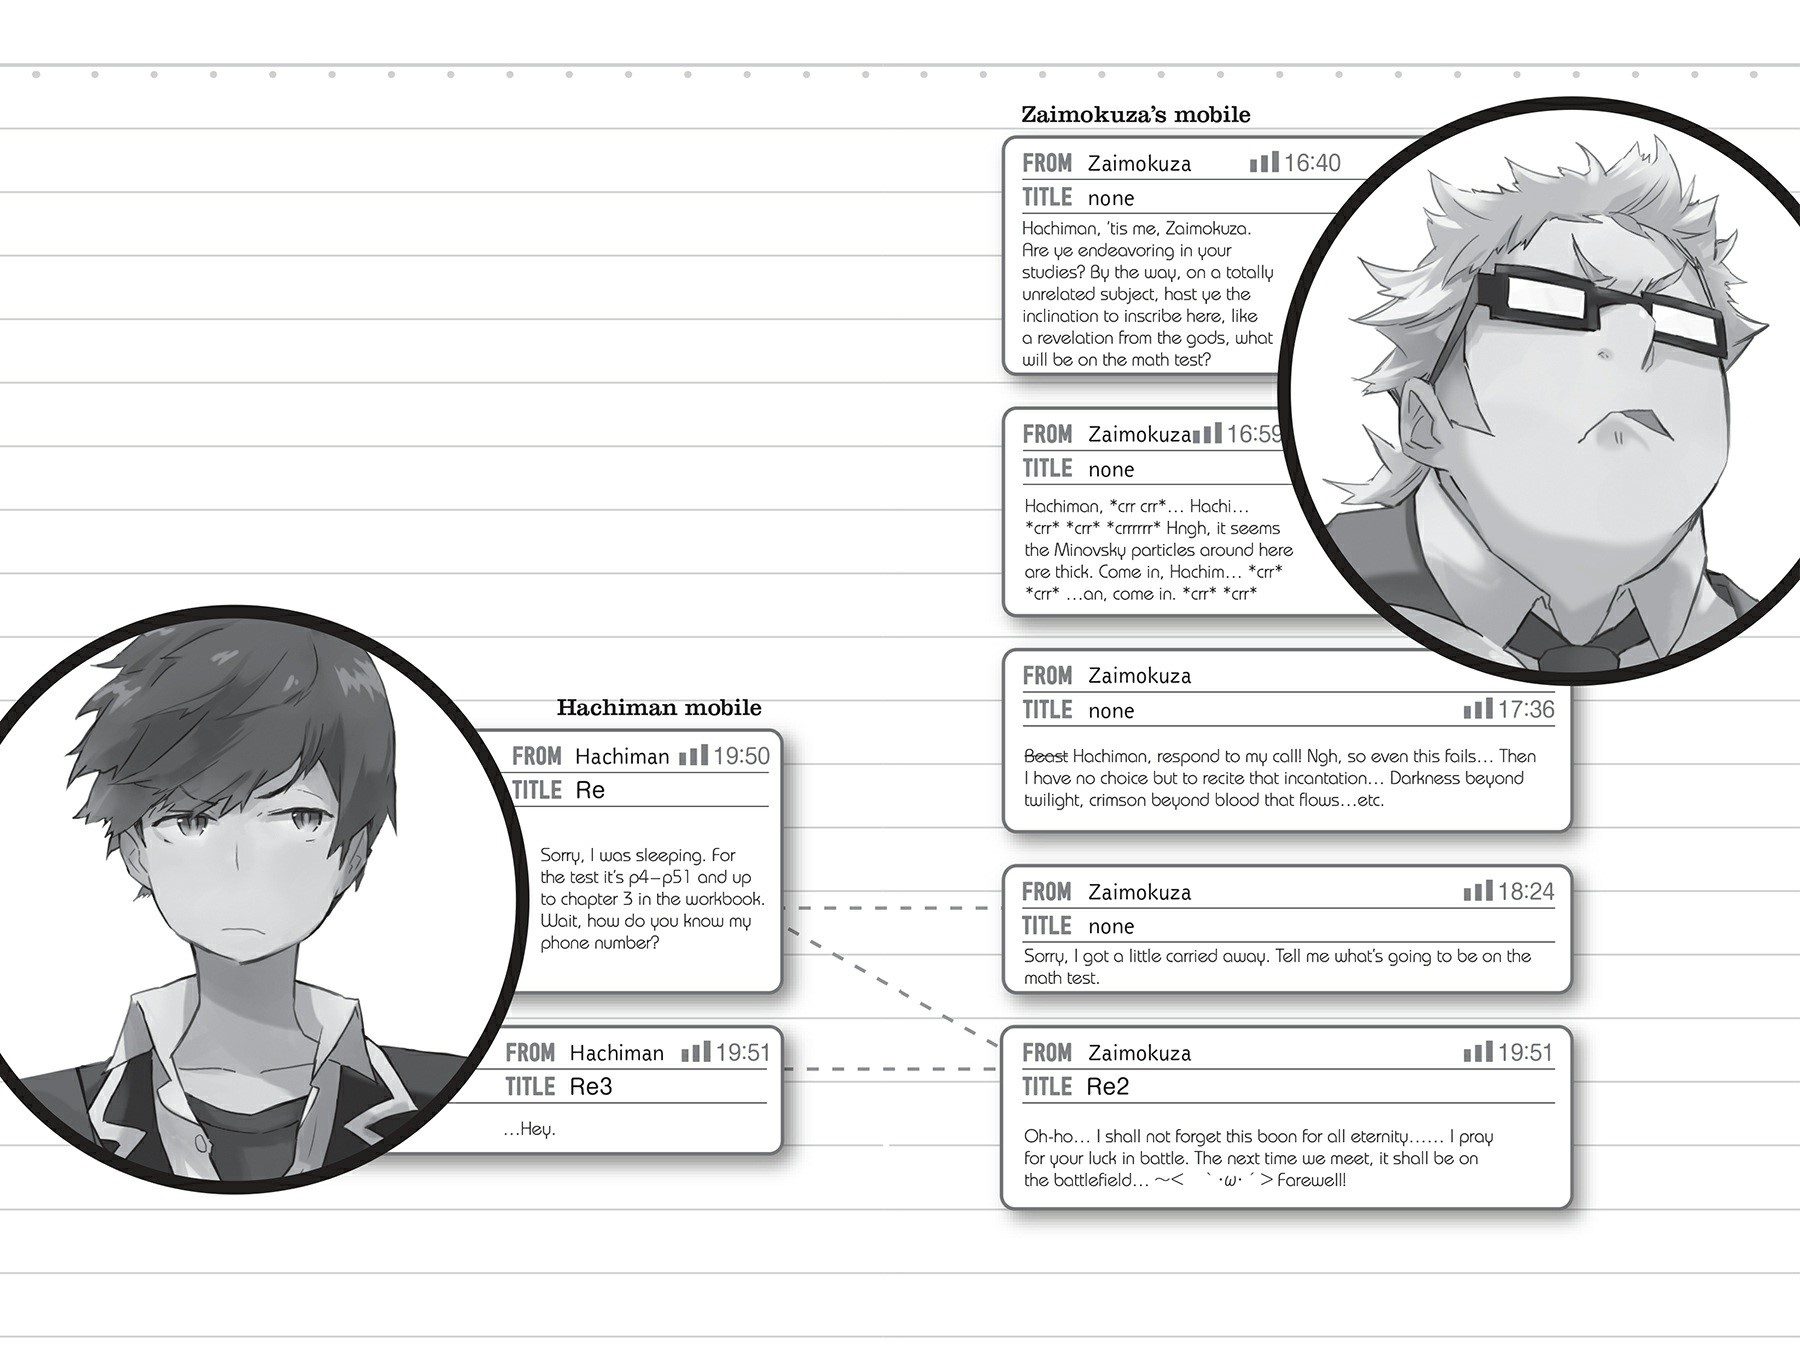 Zaimokuza's mobile
FROM Zaimokuza 16:40
TITLE none
Hachiman, 'tis me, Zaimokuza.
Are ye endeavoring in your
studies? By the way, on a totally
unrelated subject, hast ye the
inclination to inscribe here, like
a revelation from the gods, what
will be on the math test?
FROM Zaimokuza 16:59
TITLE none
Hachiman, *crr crr*... Hachi...
*crr* *crr* *crrrrrr* Hngh, it seems
the Minovsky particles around here
are thick. Come in, Hachim... *crr*
*crr* ...an, come in. *crr* *crr*
FROM Zaimokuza
TITLE none 17:36
Beast Hachiman, respond to my call! Ngh, so even this fails... Then
I have no choice but to recite that incantation... Darkness beyond
twilight, crimson beyond blood that flows...etc.
FROM Zaimokuza 18:24
TITLE none
Sorry, I got a little carried away. Tell me what's going to be on the
math test.
Hachiman mobile
FROM Hachiman 19:50
TITLE Re
Sorry, I was sleeping. For
the test it's p4–p51 and up
to chapter 3 in the workbook.
Wait, how do you know my
phone number?
FROM Zaimokuza 19:51
TITLE Re2
Oh-ho... I shall not forget this boon for all eternity...... I pray
for your luck in battle. The next time we meet, it shall be on
the battlefield... ~< ｀·ω·´ > Farewell!
FROM Hachiman 19:51
TITLE Re3
...Hey.